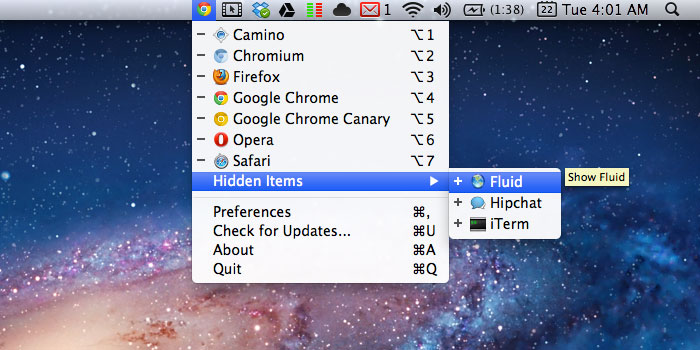 1 (1:38) 22 Tue 4:01 AM
Camino ⌥1
Chromium ⌥2
Firefox ⌥3
Google Chrome ⌥4
Google Chrome Canary ⌥5
Opera ⌥6
Safari ⌥7
Hidden Items
Fluid
Show Fluid
Hipchat
iTerm
Preferences ⌘,
Check for Updates... ⌘U
About ⌘A
Quit ⌘Q